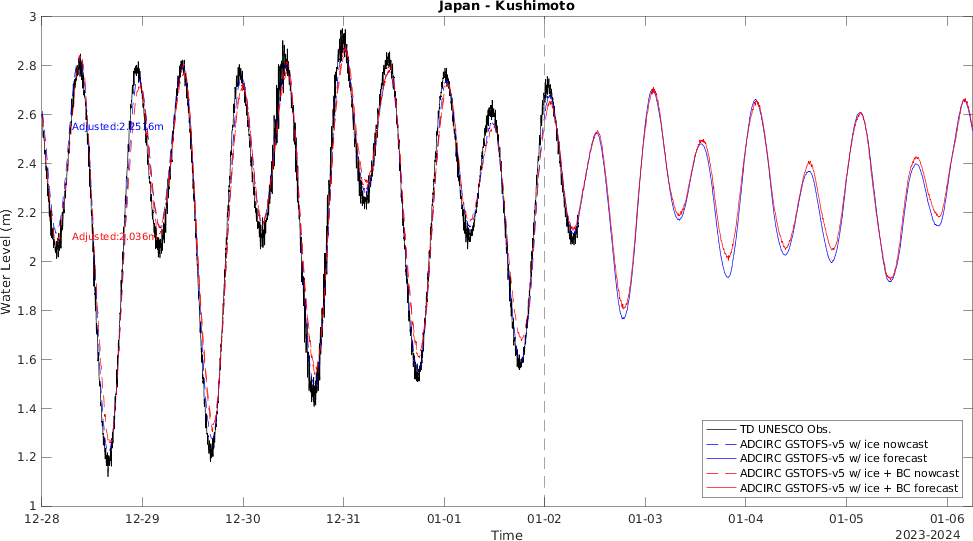 Japan - Kushimoto
3
2.8
2.6
2.4
2.2
2
1.8
1.6
1.4
1.2
1
Water Level (m)
Adjusted:2.2516m
Adjusted:2.036m
TD UNESCO Obs.
ADCIRC GSTOFS-v5 w/ ice nowcast
ADCIRC GSTOFS-v5 w/ ice forecast
ADCIRC GSTOFS-v5 w/ ice + BC nowcast
ADCIRC GSTOFS-v5 w/ ice + BC forecast
12-28 12-29 12-30 12-31 01-01 01-02 01-03 01-04 01-05 01-06
Time
2023-2024